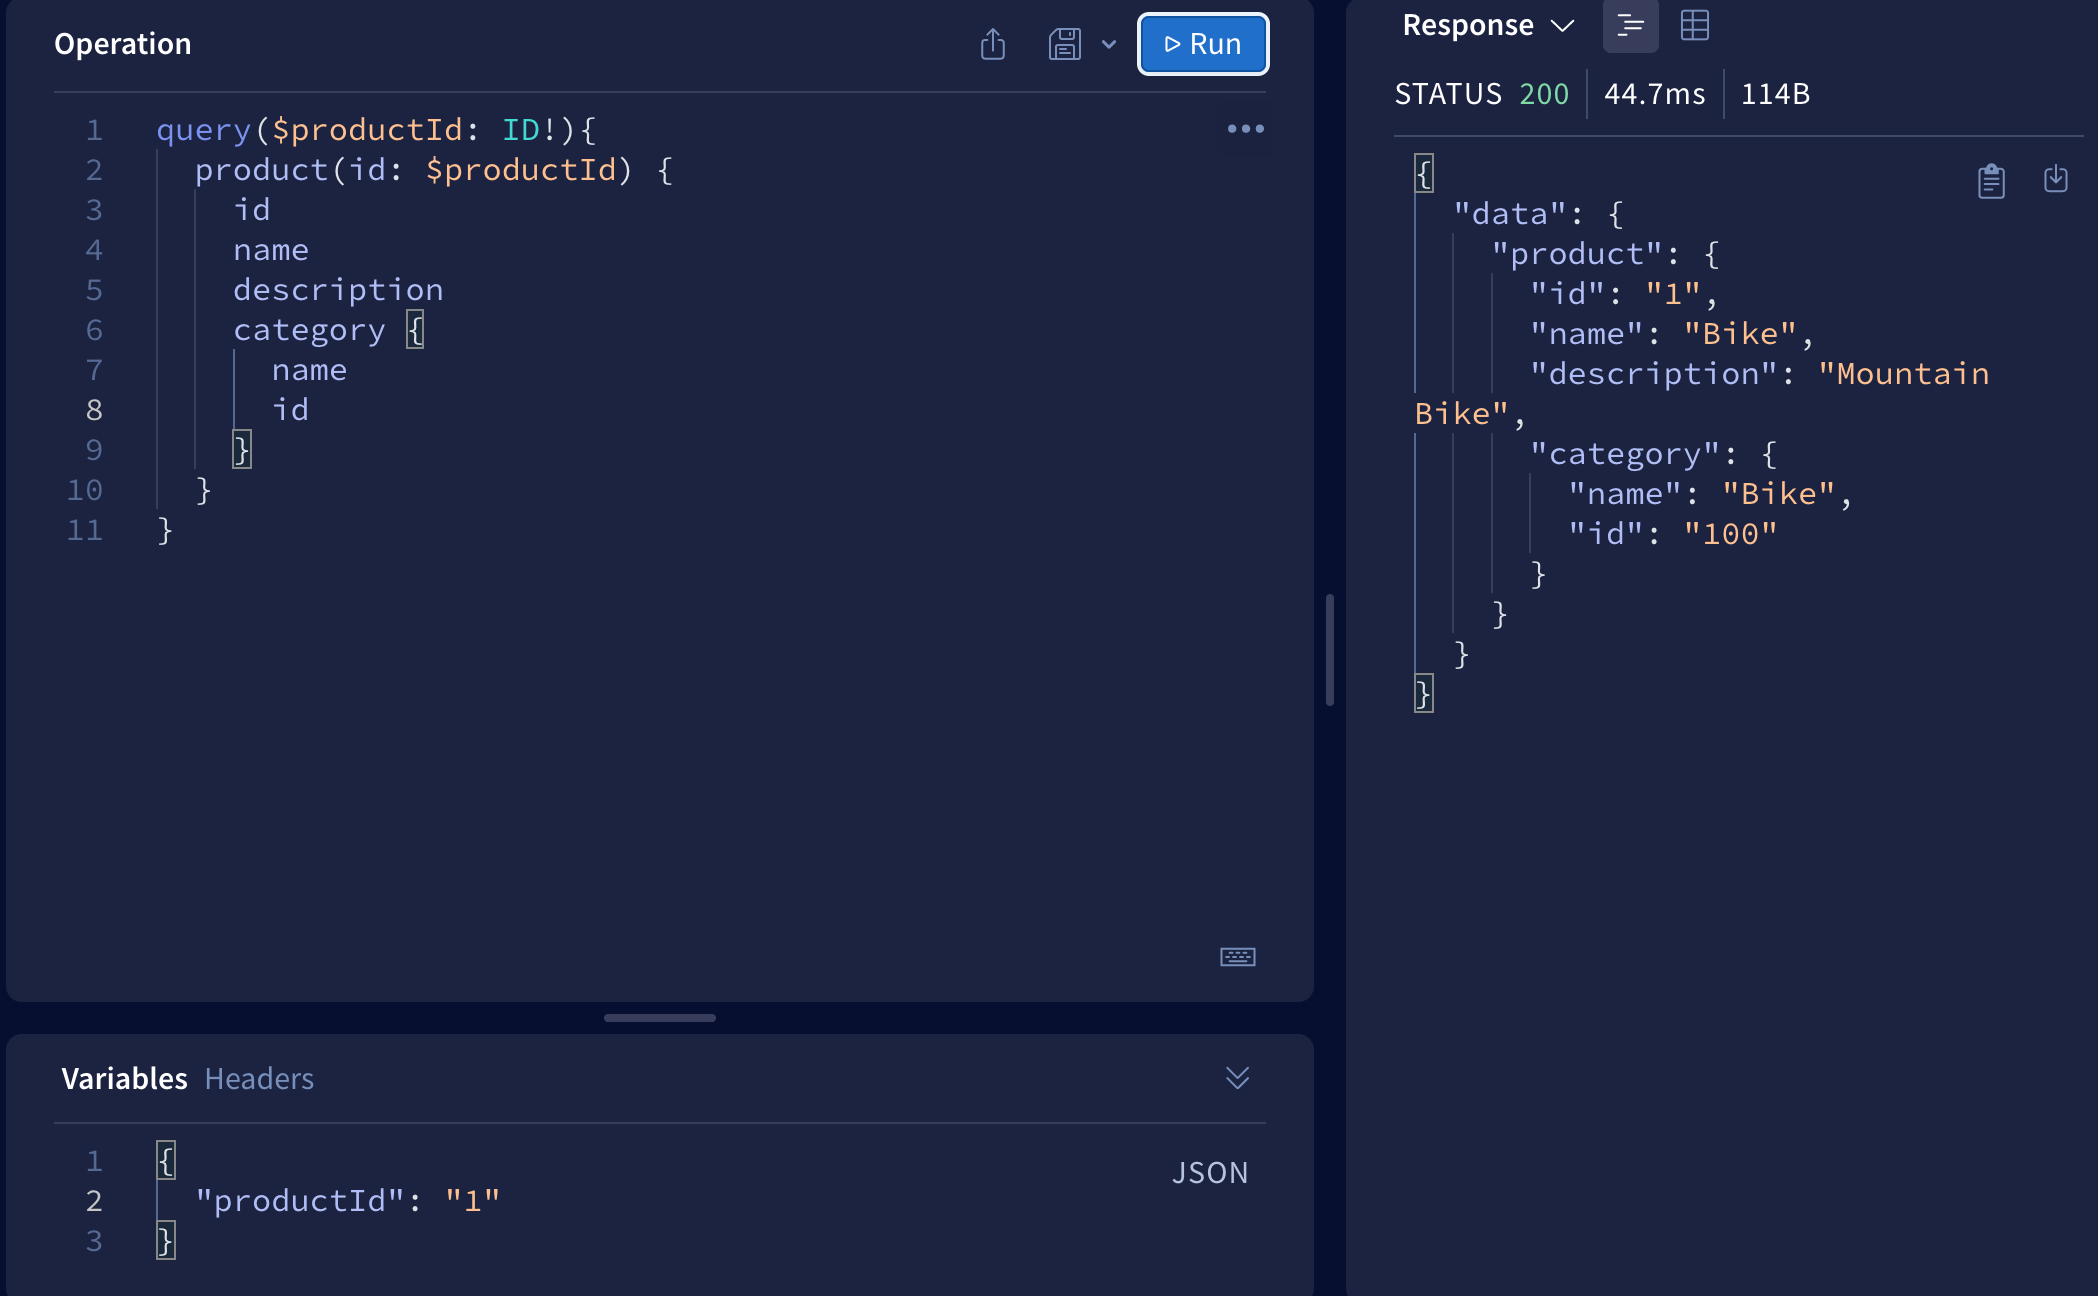 Operation
Run
1 query($productId: ID!){
2   product(id: $productId) {
3     id
4     name
5     description
6     category {
7       name
8       id
9     }
10   }
11 }
Variables Headers
JSON
1 {
2   "productId": "1"
3 }
Response
STATUS 200 44.7ms 114B
{
  "data": {
    "product": {
      "id": "1",
      "name": "Bike",
      "description": "Mountain
Bike",
      "category": {
        "name": "Bike",
        "id": "100"
      }
    }
  }
}